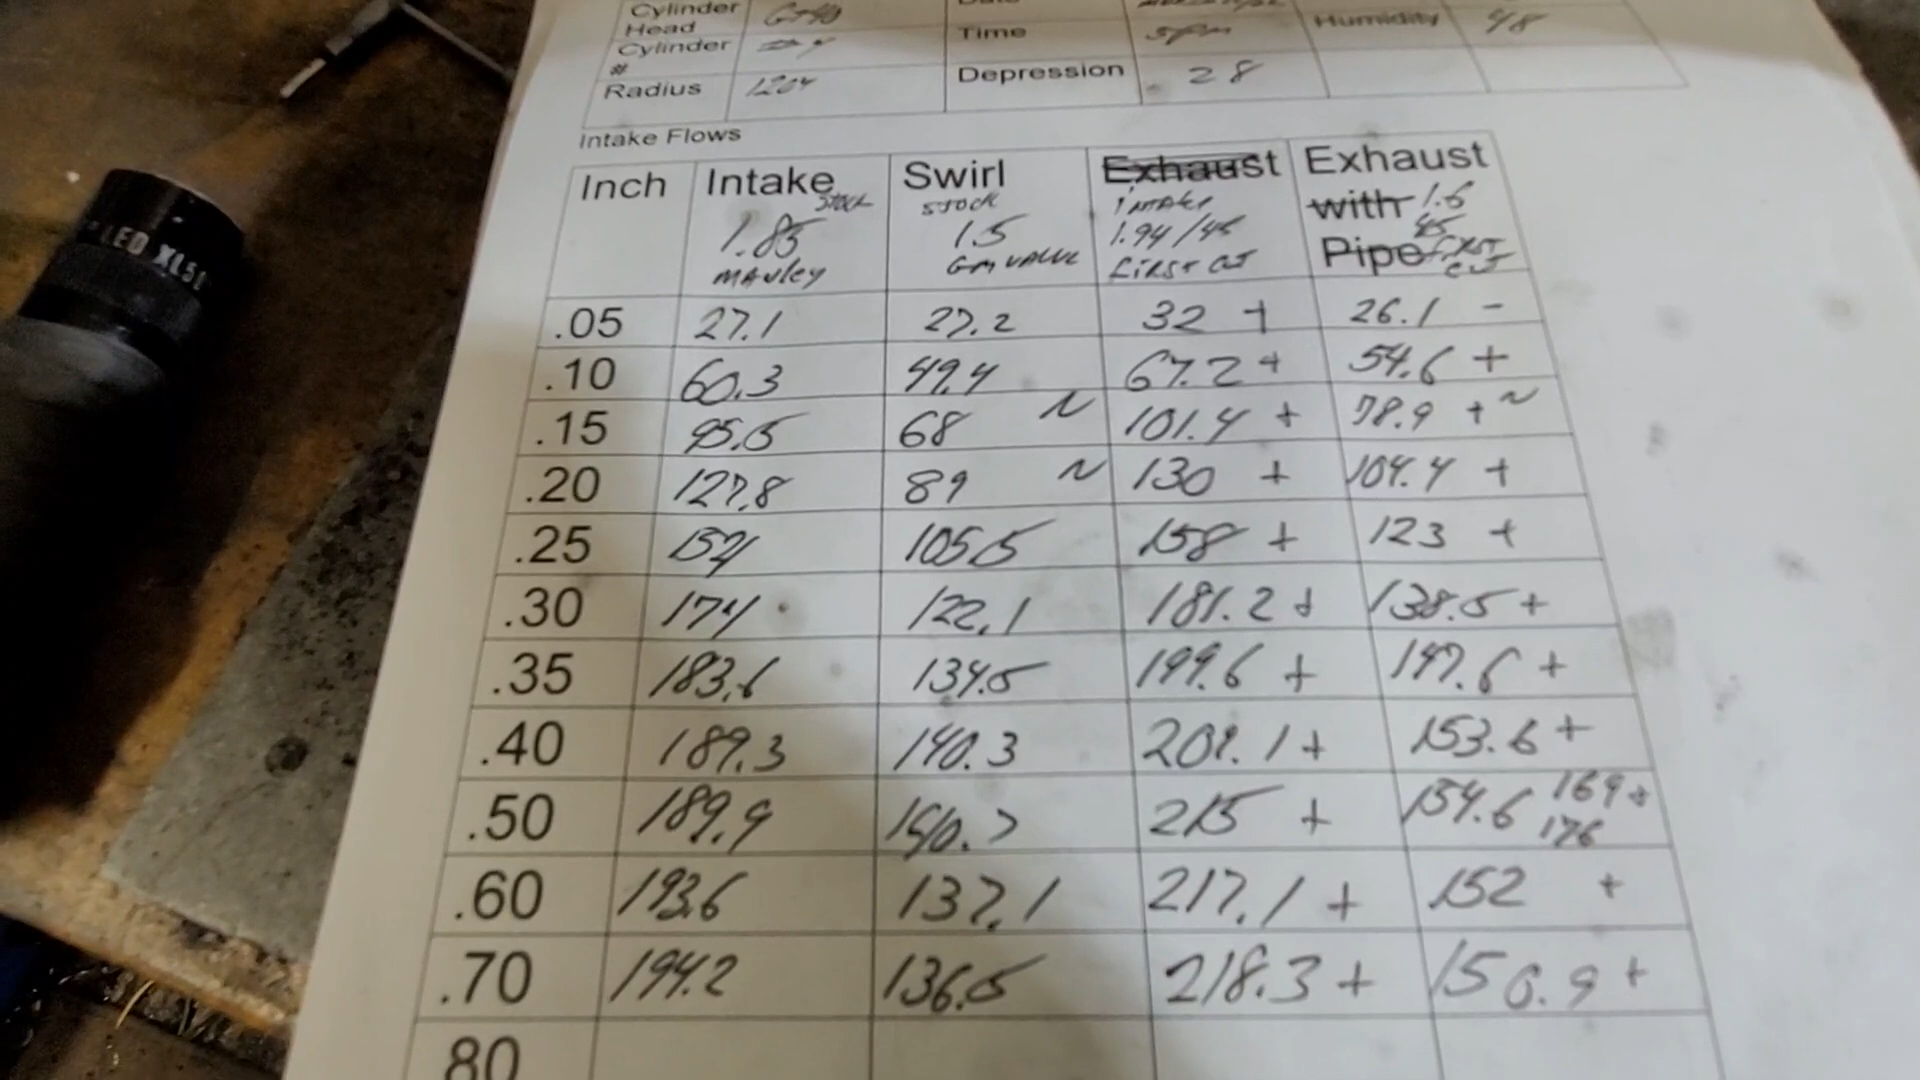 Cylinder Head
Time 5pm Humidity 48
Cylinder #
Radius 1204 Depression 28
Intake Flows
Inch Intake Swirl Exhaust Exhaust
stock stock intake with 1.6
1.85 1.5 1.94/45 45
Manley GM valve first cut Pipe first cut
.05 27.1 27.2 32 + 26.1 -
.10 60.3 49.4 67.2 + 54.6 +
.15 95.5 68 ~ 101.4 + 78.9 + ~
.20 127.8 89 ~ 130 + 104.4 +
.25 152 105.5 158 + 123 +
.30 174 122.1 181.2 + 138.5 +
.35 183.6 134.5 199.6 + 147.6 +
.40 189.3 140.3 209.1 + 153.6 +
.50 189.9 140.7 215 + 154.6 169 +
176
.60 193.6 137.1 217.1 + 152 +
.70 194.2 136.5 218.3 + 150.9 +
80